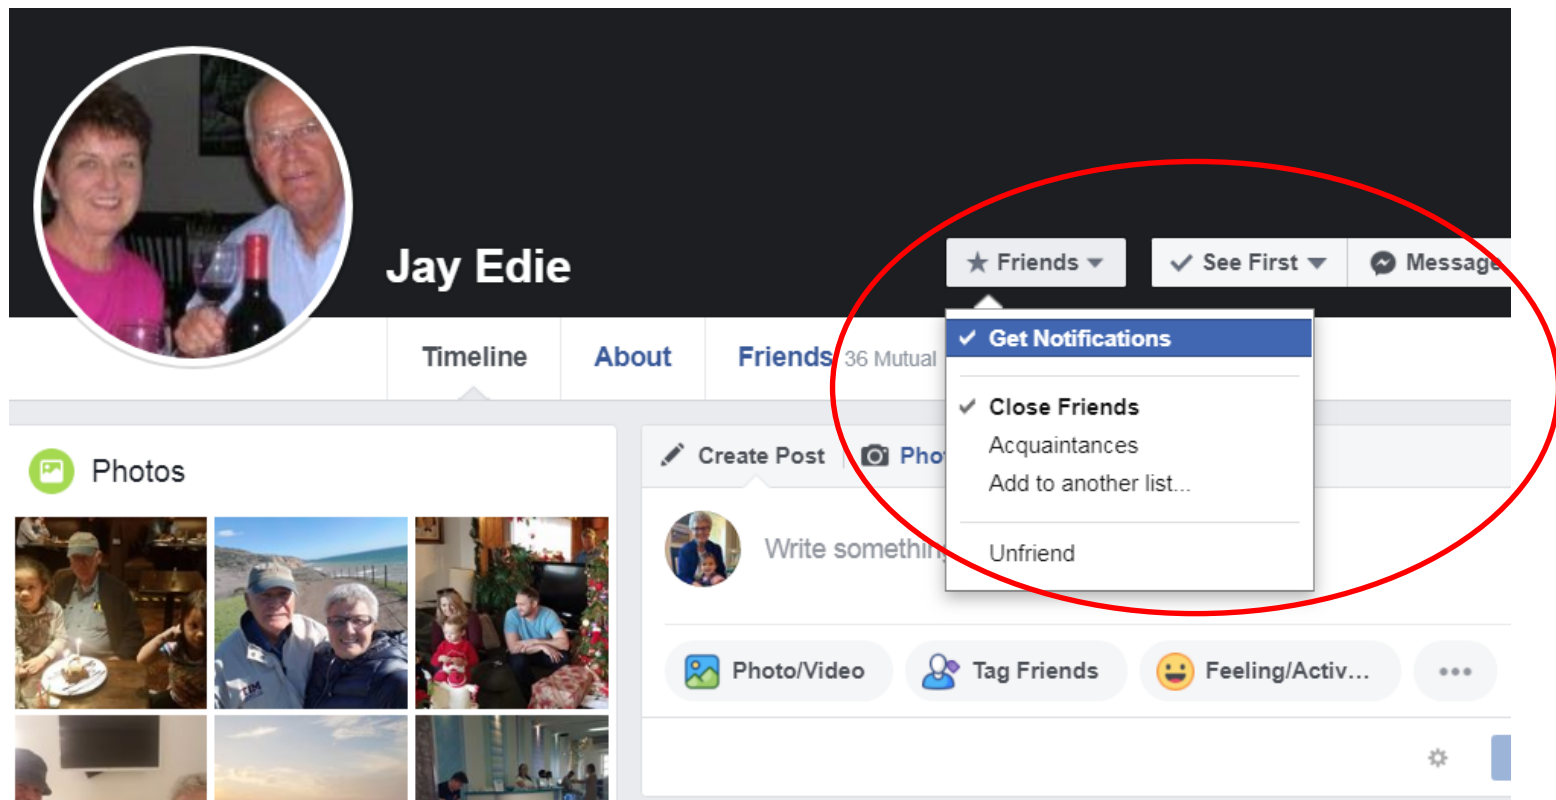 Jay Edie
Friends
See First
Message
Timeline
About
Friends 36 Mutual
Get Notifications
Close Friends
Acquaintances
Add to another list...
Unfriend
Photos
Create Post
Write
Photo/Video
Tag Friends
Feeling/Activ...